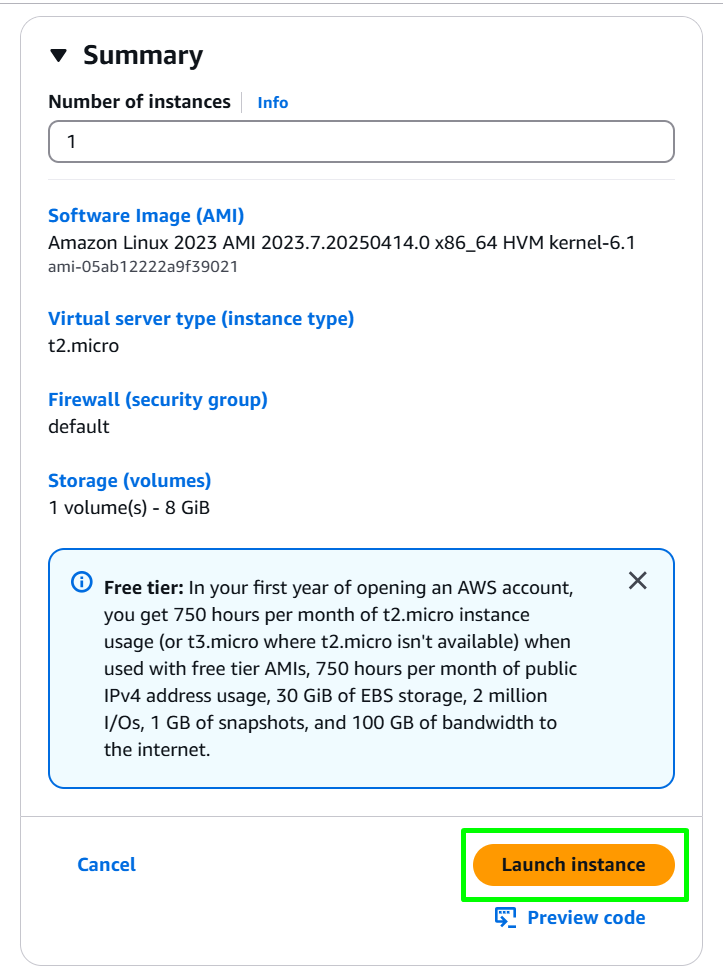 Summary
Number of instances Info
1
Software Image (AMI)
Amazon Linux 2023 AMI 2023.7.20250414.0 x86_64 HVM kernel-6.1
ami-05ab12222a9f39021
Virtual server type (instance type)
t2.micro
Firewall (security group)
default
Storage (volumes)
1 volume(s) - 8 GiB
Free tier: In your first year of opening an AWS account,
you get 750 hours per month of t2.micro instance
usage (or t3.micro where t2.micro isn't available) when
used with free tier AMIs, 750 hours per month of public
IPv4 address usage, 30 GiB of EBS storage, 2 million
I/Os, 1 GB of snapshots, and 100 GB of bandwidth to
the internet.
Cancel Launch instance
Preview code